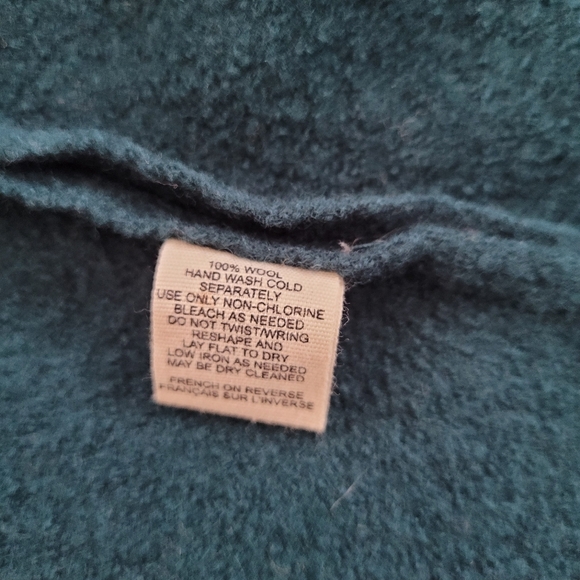 100% WOOL
HAND WASH COLD
SEPARATELY
USE ONLY NON-CHLORINE
BLEACH AS NEEDED
DO NOT TWIST/WRING
RESHAPE AND
LAY FLAT TO DRY
LOW IRON AS NEEDED
MAY BE DRY CLEANED
FRENCH ON REVERSE
FRANÇAIS SUR L'INVERSE